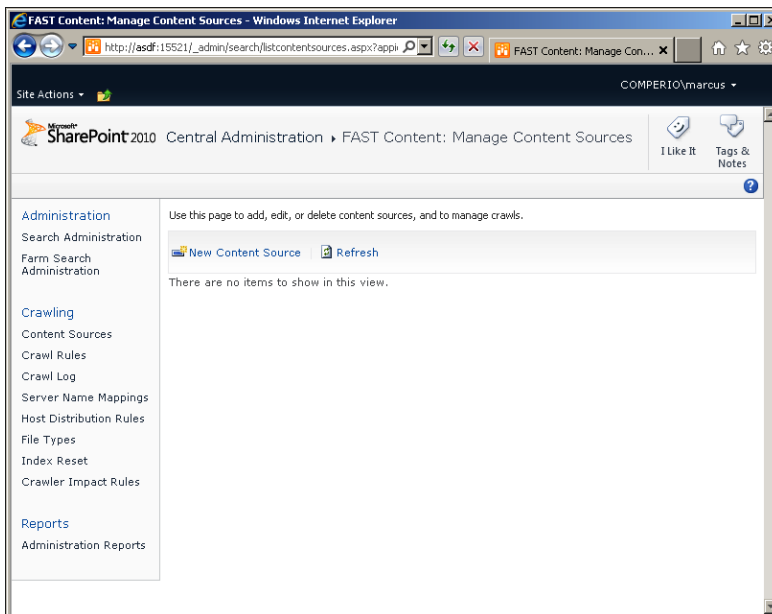 FAST Content: Manage Content Sources - Windows Internet Explorer
http://asdf:15521/_admin/search/listcontentsources.aspx?appi
FAST Content: Manage Con...
COMPERIO\marcus
Site Actions
Microsoft
SharePoint 2010
Central Administration
FAST Content: Manage Content Sources
I Like It
Tags &
Notes
Administration
Search Administration
Farm Search
Administration
Crawling
Content Sources
Crawl Rules
Crawl Log
Server Name Mappings
Host Distribution Rules
File Types
Index Reset
Crawler Impact Rules
Reports
Administration Reports
Use this page to add, edit, or delete content sources, and to manage crawls.
New Content Source
Refresh
There are no items to show in this view.